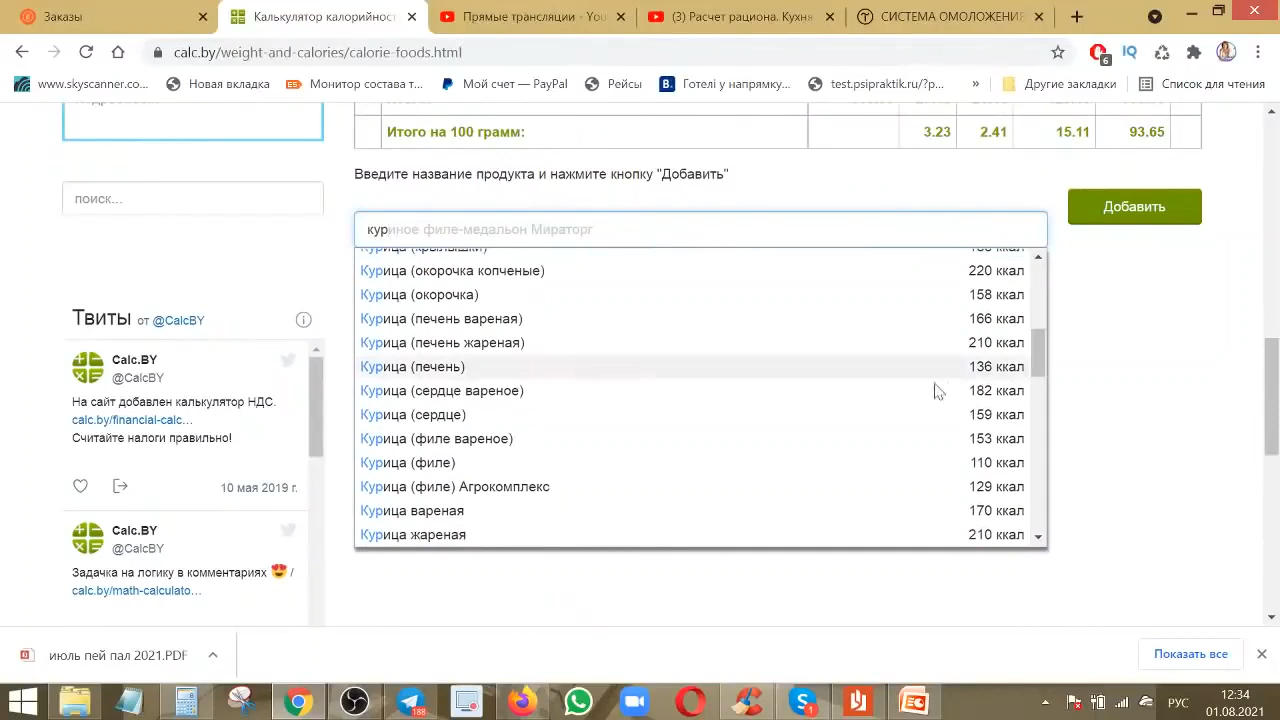 Заказы
Калькулятор калорийнос
Прямые трансляции - You
(3) Расчет рациона. Кухня
СИСТЕМА ОМОЛОЖЕНИЯ
calc.by/weight-and-calories/calorie-foods.html
6
www.skyscanner.co...
Новая вкладка
Монитор состава т...
Мой счет — PayPal
Рейсы
Готелі у напрямку...
test.psipraktik.ru/?p...
»
Другие закладки
Список для чтения
Итого на 100 грамм: 3.23 2.41 15.11 93.65
Введите название продукта и нажмите кнопку "Добавить"
поиск...
Добавить
куриное филе-медальон Мираторг
Курица (крылышки)
Курица (окорочка копченые) 220 ккал
Курица (окорочка) 158 ккал
Курица (печень вареная) 166 ккал
Курица (печень жареная) 210 ккал
Курица (печень) 136 ккал
Курица (сердце вареное) 182 ккал
Курица (сердце) 159 ккал
Курица (филе вареное) 153 ккал
Курица (филе) 110 ккал
Курица (филе) Агрокомплекс 129 ккал
Курица вареная 170 ккал
Курица жареная 210 ккал
Твиты от @CalcBY
Calc.BY
@CalcBY
На сайт добавлен калькулятор НДС.
calc.by/financial-calc…
Считайте налоги правильно!
10 мая 2019 г.
Calc.BY
@CalcBY
Задачка на логику в комментариях 😍 /
calc.by/math-calculato…
июль пей пал 2021.PDF
Показать все
188
1
РУС
12:34
01.08.2021